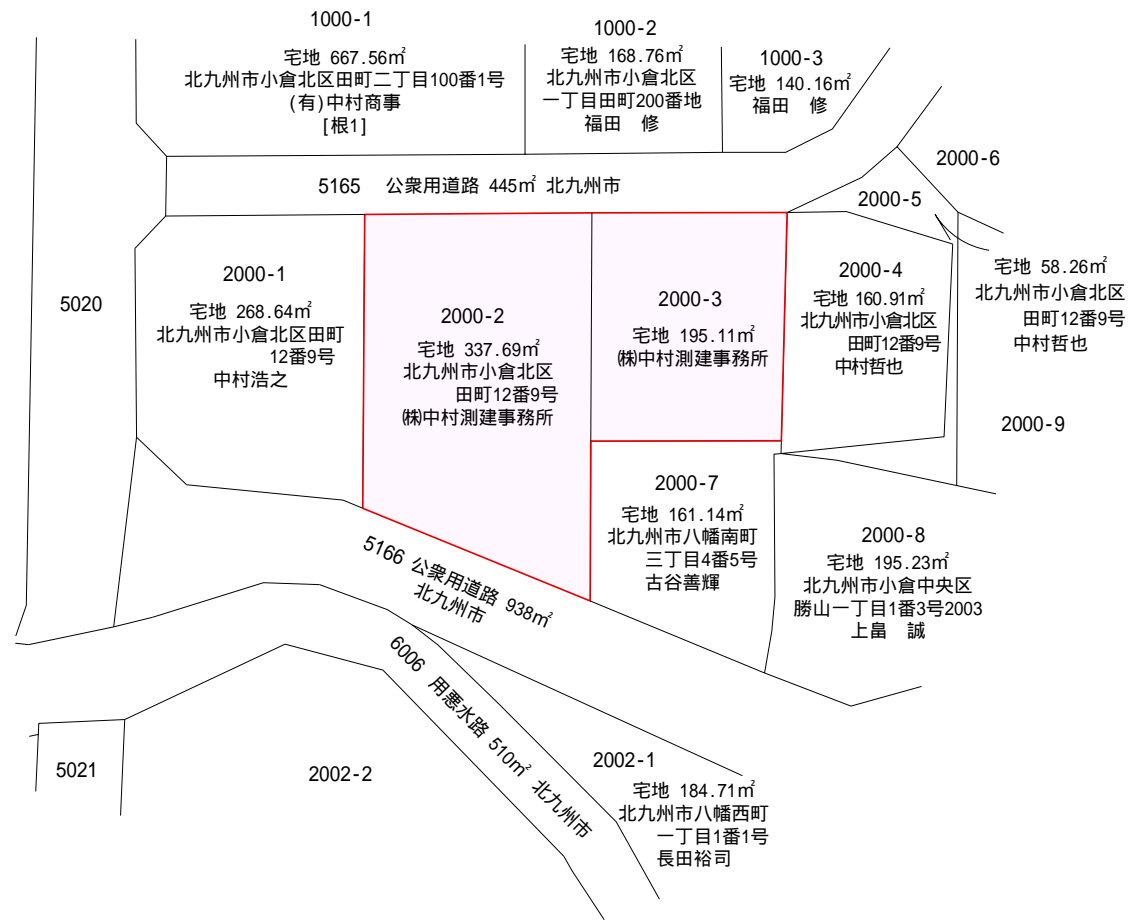 1000-1
宅地 667.56㎡
北九州市小倉北区田町二丁目100番1号
(有)中村商事
[根1]
1000-2
宅地 168.76㎡
北九州市小倉北区
一丁目田町200番地
福田　修
1000-3
宅地 140.16㎡
福田　修
5165　公衆用道路 445㎡ 北九州市
2000-6
2000-5
宅地 58.26㎡
北九州市小倉北区
田町12番9号
中村哲也
5020
2000-1
宅地 268.64㎡
北九州市小倉北区田町
12番9号
中村浩之
2000-2
宅地 337.69㎡
北九州市小倉北区
田町12番9号
㈱中村測建事務所
2000-3
宅地 195.11㎡
㈱中村測建事務所
2000-4
宅地 160.91㎡
北九州市小倉北区
田町12番9号
中村哲也
2000-9
2000-7
宅地 161.14㎡
北九州市八幡南町
三丁目4番5号
古谷善輝
2000-8
宅地 195.23㎡
北九州市小倉中央区
勝山一丁目1番3号2003
上畠　誠
5166 公衆用道路 938㎡
北九州市
6006 用悪水路 510㎡ 北九州市
5021
2002-2
2002-1
宅地 184.71㎡
北九州市八幡西町
一丁目1番1号
長田裕司